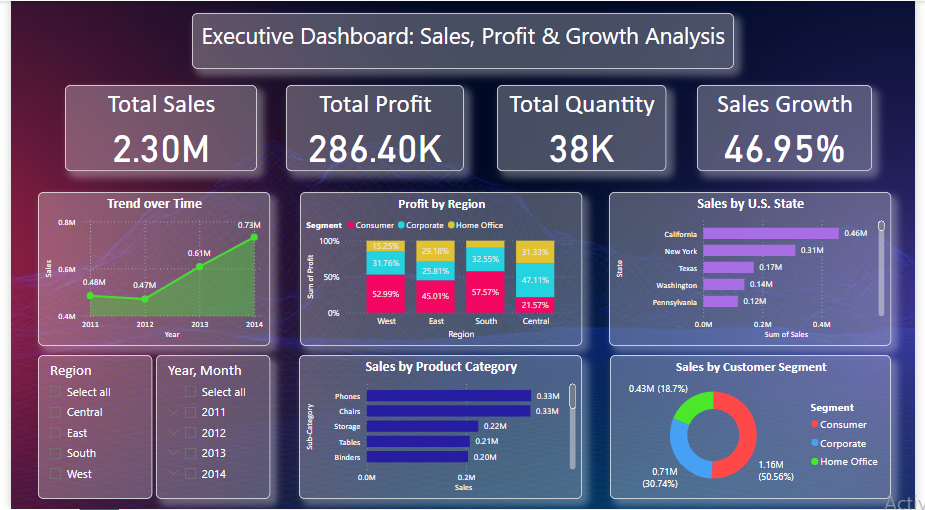 Executive Dashboard: Sales, Profit & Growth Analysis
Total Sales
2.30M
Total Profit
286.40K
Total Quantity
38K
Sales Growth
46.95%
Trend over Time
0.8M
0.6M
0.4M
Sales
0.48M
0.47M
0.61M
0.73M
2011 2012 2013 2014
Year
Profit by Region
Segment Consumer Corporate Home Office
100%
50%
0%
Sum of Profit
15.25% 29.18% 31.33%
31.76% 25.81% 32.55% 47.11%
52.99% 45.01% 57.57% 21.57%
West East South Central
Region
Sales by U.S. State
State
California 0.46M
New York 0.31M
Texas 0.17M
Washington 0.14M
Pennsylvania 0.12M
0.0M 0.2M 0.4M
Sum of Sales
Region
Select all
Central
East
South
West
Year, Month
Select all
2011
2012
2013
2014
Sales by Product Category
Sub-Category
Phones 0.33M
Chairs 0.33M
Storage 0.22M
Tables 0.21M
Binders 0.20M
0.0M 0.2M
Sales
Sales by Customer Segment
0.43M (18.7%)
0.71M
(30.74%)
1.16M
(50.56%)
Segment
Consumer
Corporate
Home Office
Activ